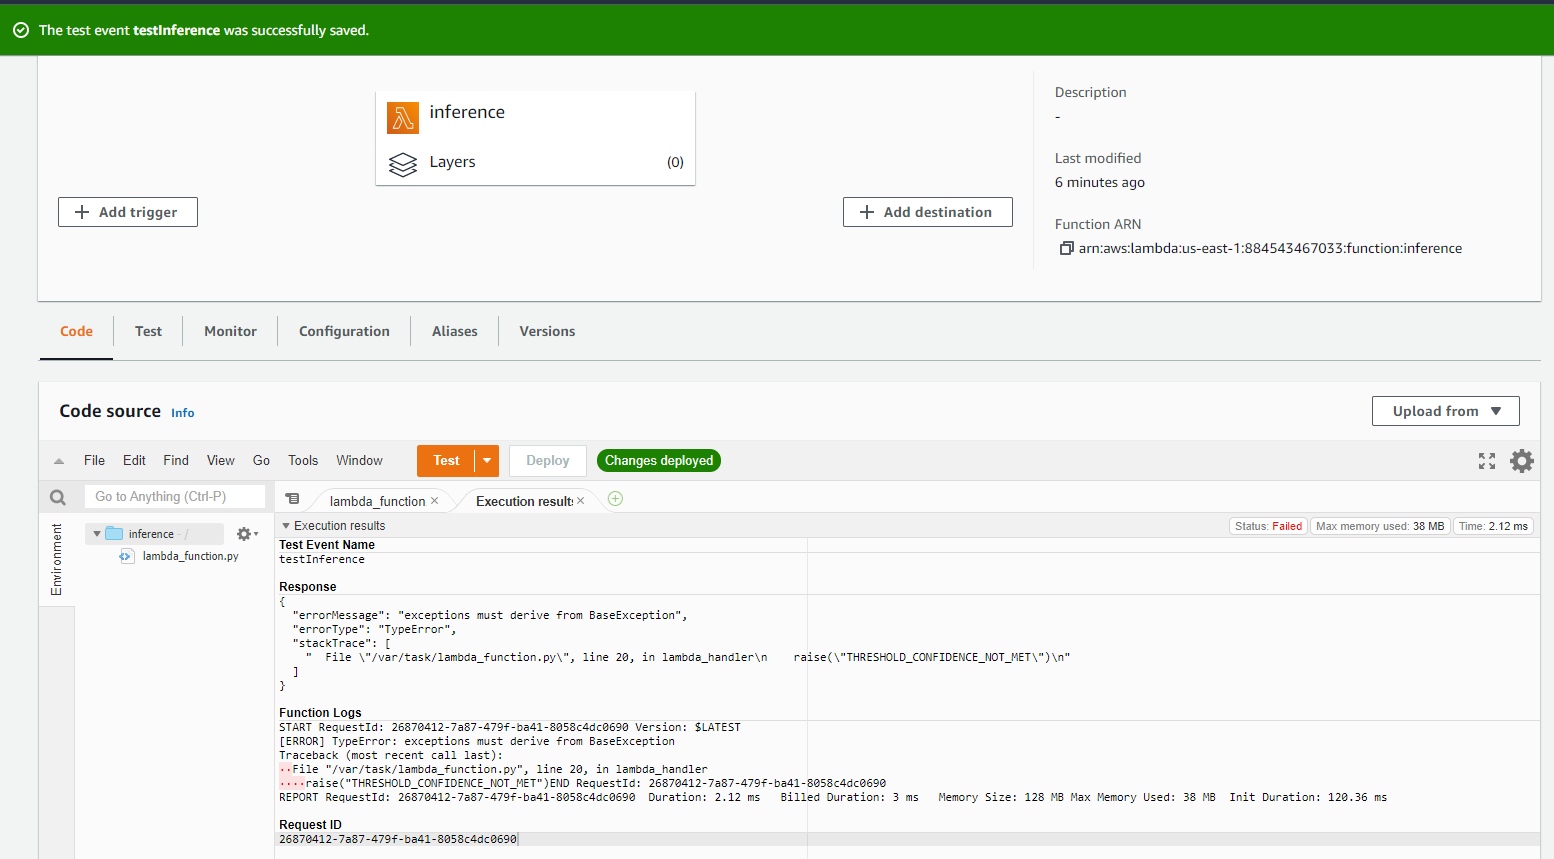 The test event testInference was successfully saved.
inference
Layers
(0)
Add trigger
Add destination
Description
-
Last modified
6 minutes ago
Function ARN
arn:aws:lambda:us-east-1:884543467033:function:inference
Code
Test
Monitor
Configuration
Aliases
Versions
Code source Info
Upload from
File Edit Find View Go Tools Window
Test
Deploy
Changes deployed
Go to Anything (Ctrl-P)
lambda_function
Execution results
Environment
inference - /
lambda_function.py
Execution results
Status: Failed
Max memory used: 38 MB
Time: 2.12 ms
Test Event Name
testInference
Response
{
  "errorMessage": "exceptions must derive from BaseException",
  "errorType": "TypeError",
  "stackTrace": [
    "  File \"/var/task/lambda_function.py\", line 20, in lambda_handler\n    raise(\"THRESHOLD_CONFIDENCE_NOT_MET\")\n"
  ]
}
Function Logs
START RequestId: 26870412-7a87-479f-ba41-8058c4dc0690 Version: $LATEST
[ERROR] TypeError: exceptions must derive from BaseException
Traceback (most recent call last):
··File "/var/task/lambda_function.py", line 20, in lambda_handler
····raise("THRESHOLD_CONFIDENCE_NOT_MET")END RequestId: 26870412-7a87-479f-ba41-8058c4dc0690
REPORT RequestId: 26870412-7a87-479f-ba41-8058c4dc0690  Duration: 2.12 ms   Billed Duration: 3 ms   Memory Size: 128 MB Max Memory Used: 38 MB  Init Duration: 120.36 ms
Request ID
26870412-7a87-479f-ba41-8058c4dc0690